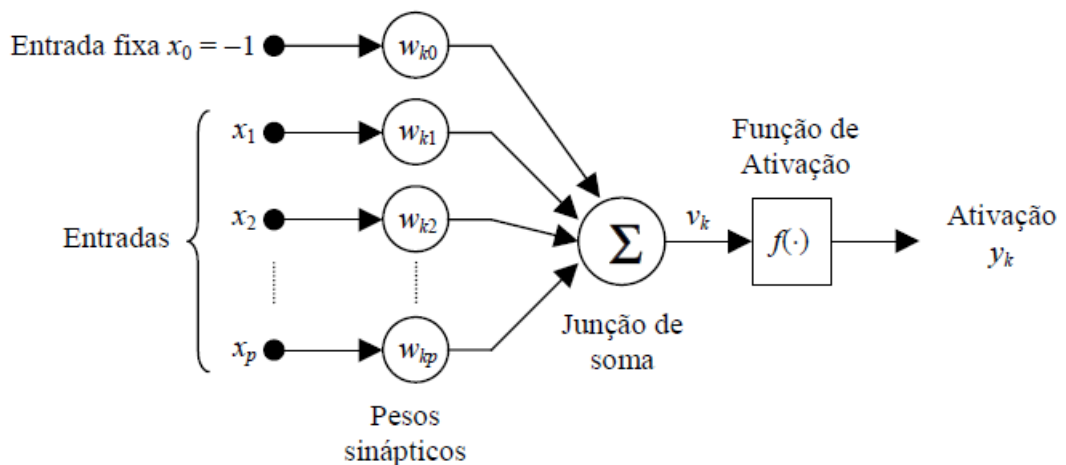 Entrada fixa x₀ = –1
wₖ₀
Entradas
x₁
wₖ₁
x₂
wₖ₂
xₚ
wₖₚ
Pesos
sinápticos
Σ
Junção de
soma
vₖ
Função de
Ativação
f(·)
Ativação
yₖ